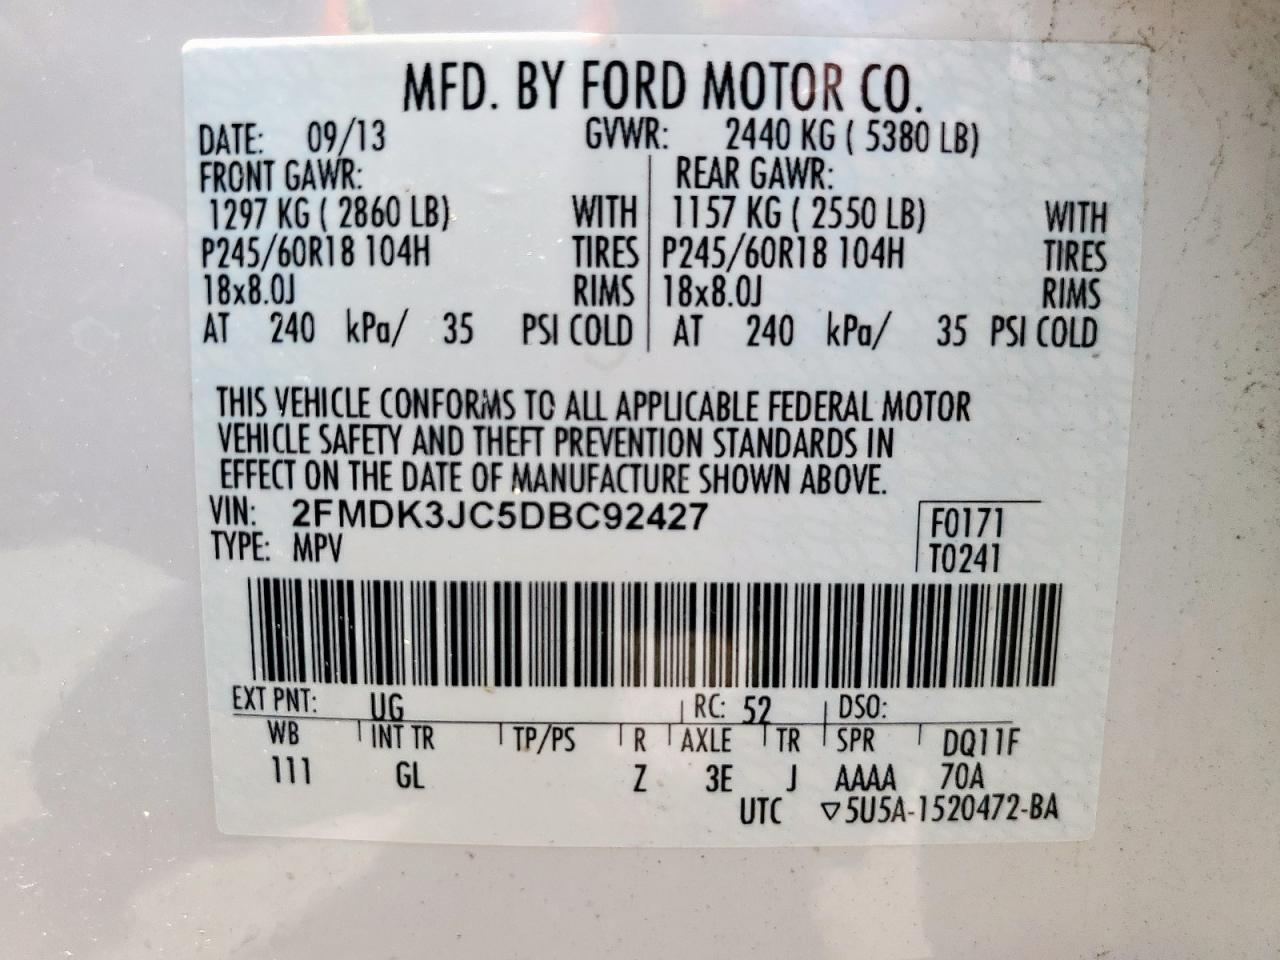 MFD. BY FORD MOTOR CO.
DATE: 09/13 GVWR: 2440 KG ( 5380 LB)
FRONT GAWR: REAR GAWR:
1297 KG ( 2860 LB) WITH 1157 KG ( 2550 LB) WITH
P245/60R18 104H TIRES P245/60R18 104H TIRES
18x8.0J RIMS 18x8.0J RIMS
AT 240 kPa/ 35 PSI COLD AT 240 kPa/ 35 PSI COLD
THIS VEHICLE CONFORMS TO ALL APPLICABLE FEDERAL MOTOR
VEHICLE SAFETY AND THEFT PREVENTION STANDARDS IN
EFFECT ON THE DATE OF MANUFACTURE SHOWN ABOVE.
VIN: 2FMDK3JC5DBC92427 F0171
TYPE: MPV T0241
EXT PNT: UG RC: 52 DSO:
WB INT TR TP/PS R AXLE TR SPR DQ11F
111 GL Z 3E J AAAA 70A
UTC ▽5U5A-1520472-BA